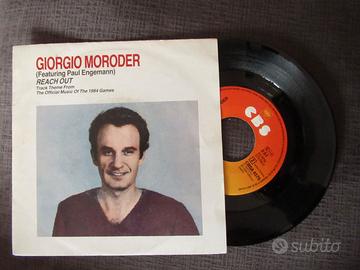 GIORGIO MORODER
(Featuring Paul Engemann)
REACH OUT
Track Theme From
The Official Music Of The 1984 Games
CBS
subito